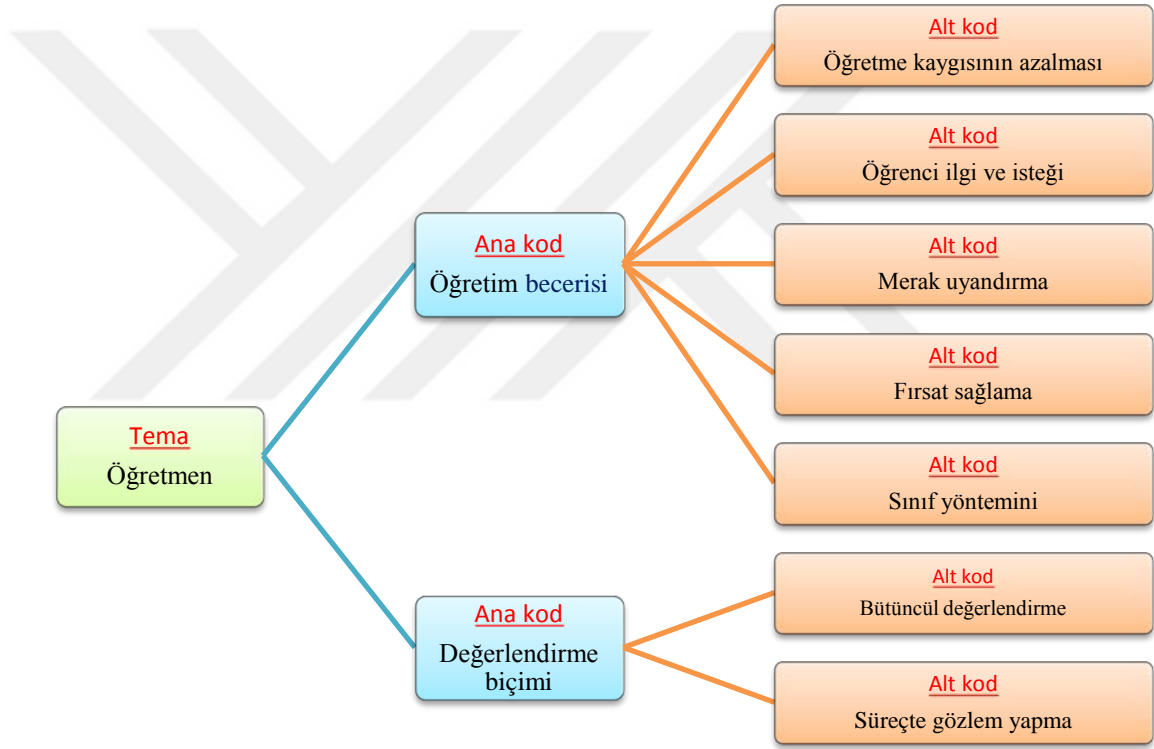 Tema
Öğretmen
Ana kod
Öğretim becerisi
Alt kod
Öğretme kaygısının azalması
Alt kod
Öğrenci ilgi ve isteği
Alt kod
Merak uyandırma
Alt kod
Fırsat sağlama
Alt kod
Sınıf yöntemini
Ana kod
Değerlendirme
biçimi
Alt kod
Bütüncül değerlendirme
Alt kod
Süreçte gözlem yapma